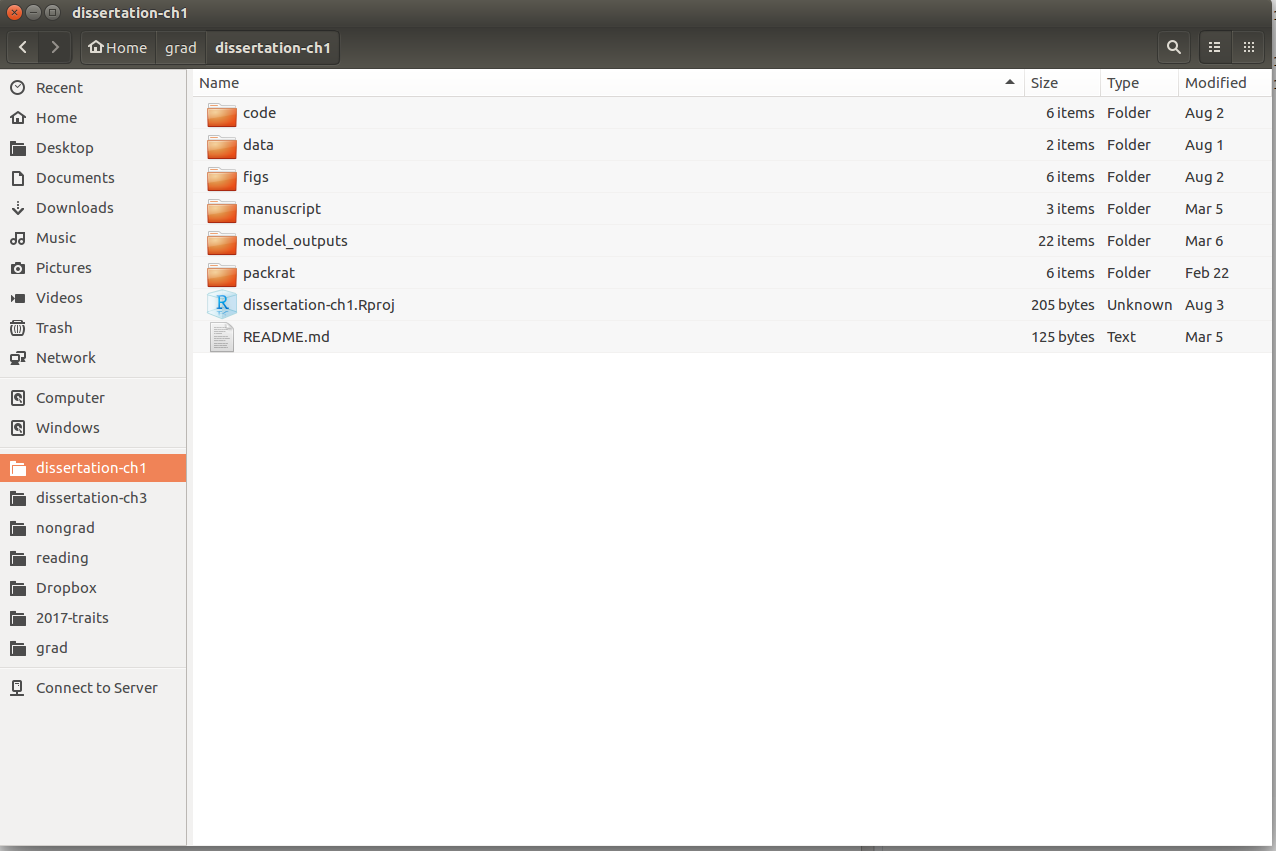 dissertation-ch1
Home grad dissertation-ch1
Name Size Type Modified
Recent
Home
Desktop
Documents
Downloads
Music
Pictures
Videos
Trash
Network
Computer
Windows
dissertation-ch1
dissertation-ch3
nongrad
reading
Dropbox
2017-traits
grad
Connect to Server
code 6 items Folder Aug 2
data 2 items Folder Aug 1
figs 6 items Folder Aug 2
manuscript 3 items Folder Mar 5
model_outputs 22 items Folder Mar 6
packrat 6 items Folder Feb 22
R dissertation-ch1.Rproj 205 bytes Unknown Aug 3
README.md 125 bytes Text Mar 5